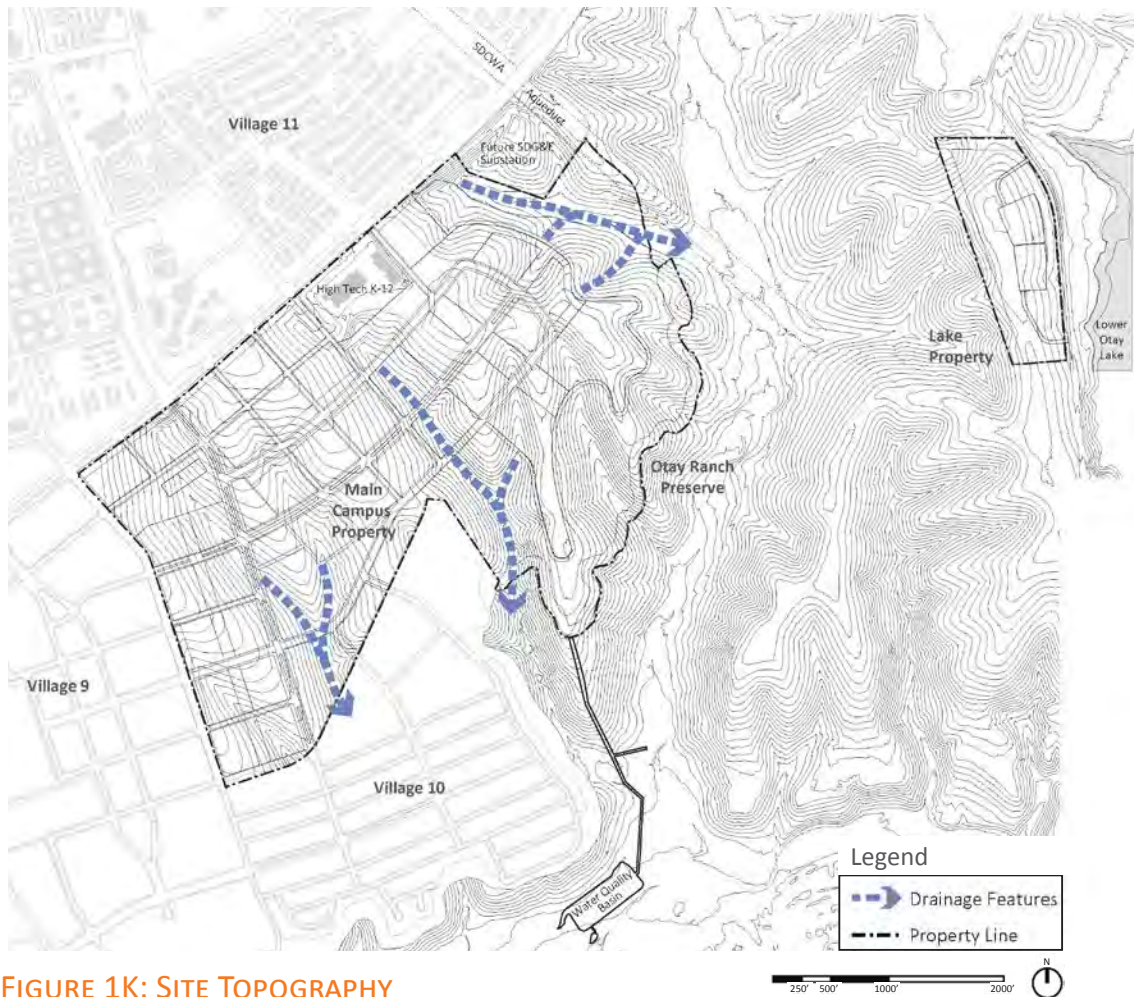 SDCWA
Aqueduct
Village 11
Future SDG&E
Substation
High Tech K-12
Lake
Property
Lower
Otay
Lake
Otay Ranch
Preserve
Main
Campus
Property
Village 9
Village 10
Water Quality
Basin
Legend
Drainage Features
Property Line
FIGURE 1K: SITE TOPOGRAPHY
250' 500' 1000' 2000'
N